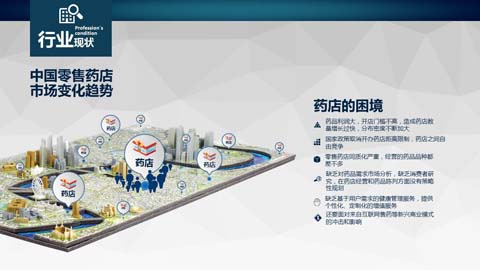 行业
Profession's
condition
现状
中国零售药店
市场变化趋势
药店
药店
药店
药店
药店
药店的困境
药品利润大，开店门槛不高，造成药店数
量增长过快，分布密度不断加大
国家政策取消开办药店距离限制，药店之间自
由竞争
零售药店同质化严重，经营的药品品种都
差不多
缺乏对药品需求市场分析，缺乏消费者研
究，在药店经营和药品陈列方面没有策略
性规划
缺乏基于用户需求的健康管理服务，提供
个性化、定制化的增值服务
还要面对来自互联网售药等新兴商业模式
的冲击和影响